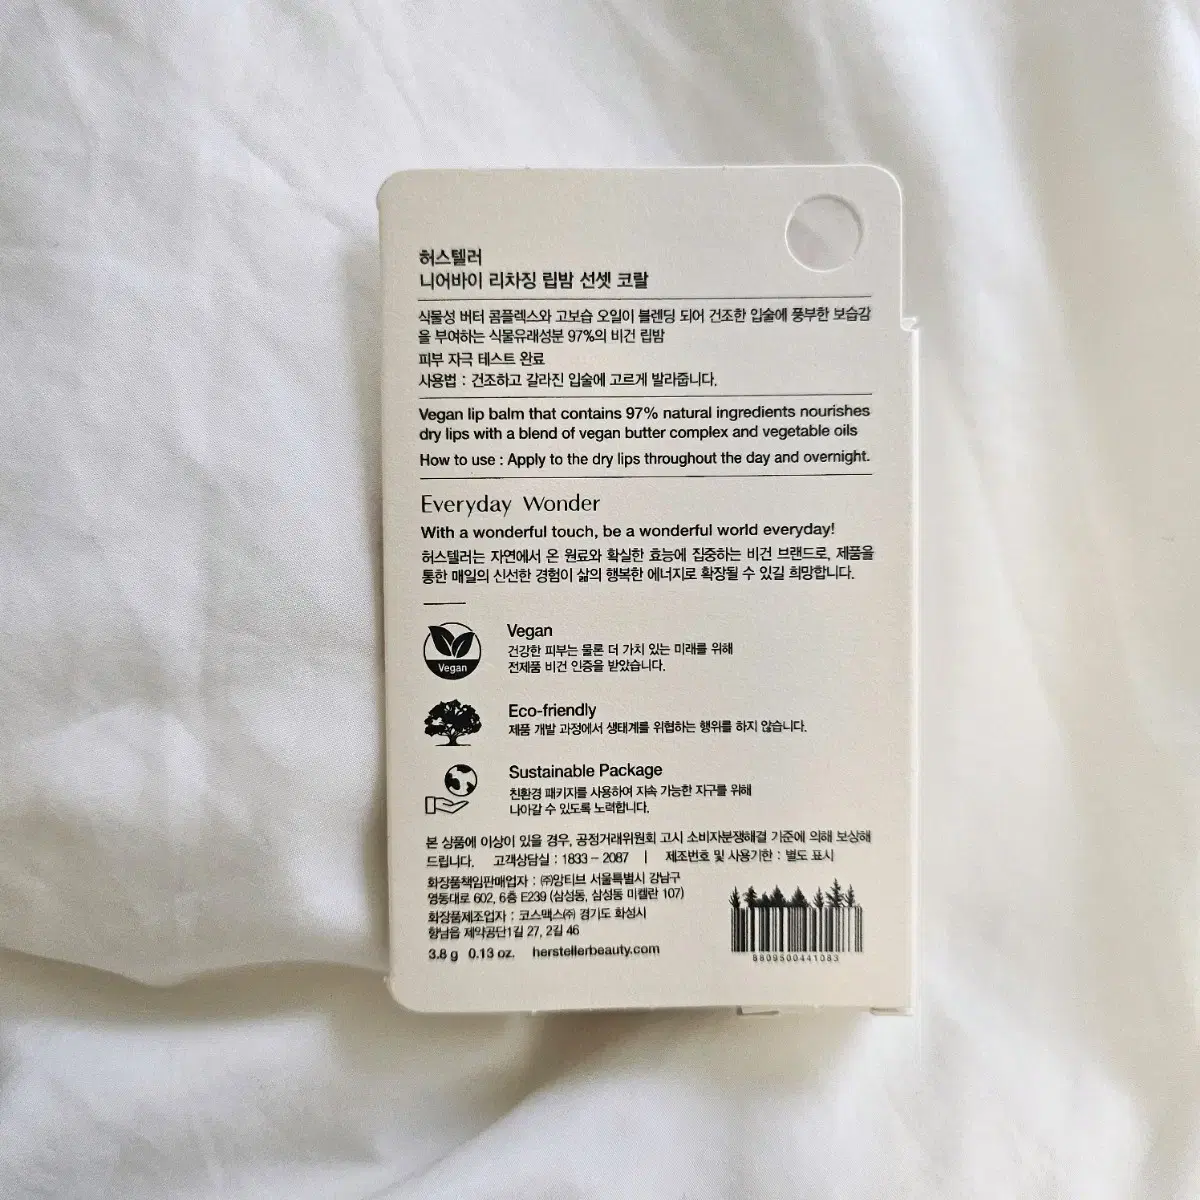 허스텔러
니어바이 리차징 립밤 선셋 코랄
식물성 버터 콤플렉스와 고보습 오일이 블렌딩 되어 건조한 입술에 풍부한 보습감
을 부여하는 식물유래성분 97%의 비건 립밤
피부 자극 테스트 완료
사용법 : 건조하고 갈라진 입술에 고르게 발라줍니다.
Vegan lip balm that contains 97% natural ingredients nourishes
dry lips with a blend of vegan butter complex and vegetable oils
How to use : Apply to the dry lips throughout the day and overnight.
Everyday Wonder
With a wonderful touch, be a wonderful world everyday!
허스텔러는 자연에서 온 원료와 확실한 효능에 집중하는 비건 브랜드로, 제품을
통한 매일의 신선한 경험이 삶의 행복한 에너지로 확장될 수 있길 희망합니다.
Vegan
Vegan
건강한 피부는 물론 더 가치 있는 미래를 위해
전제품 비건 인증을 받았습니다.
Eco-friendly
제품 개발 과정에서 생태계를 위협하는 행위를 하지 않습니다.
Sustainable Package
친환경 패키지를 사용하여 지속 가능한 지구를 위해
나아갈 수 있도록 노력합니다.
본 상품에 이상이 있을 경우, 공정거래위원회 고시 소비자분쟁해결 기준에 의해 보상해
드립니다. 고객상담실 : 1833 - 2087 | 제조번호 및 사용기한 : 별도 표시
화장품책임판매업자 : ㈜앙티브 서울특별시 강남구
영동대로 602, 6층 E239 (삼성동, 삼성동 미켈란 107)
화장품제조업자 : 코스맥스㈜ 경기도 화성시
향남읍 제약공단1길 27, 2길 46
3.8 g 0.13 oz. herstellerbeauty.com
8809500441083